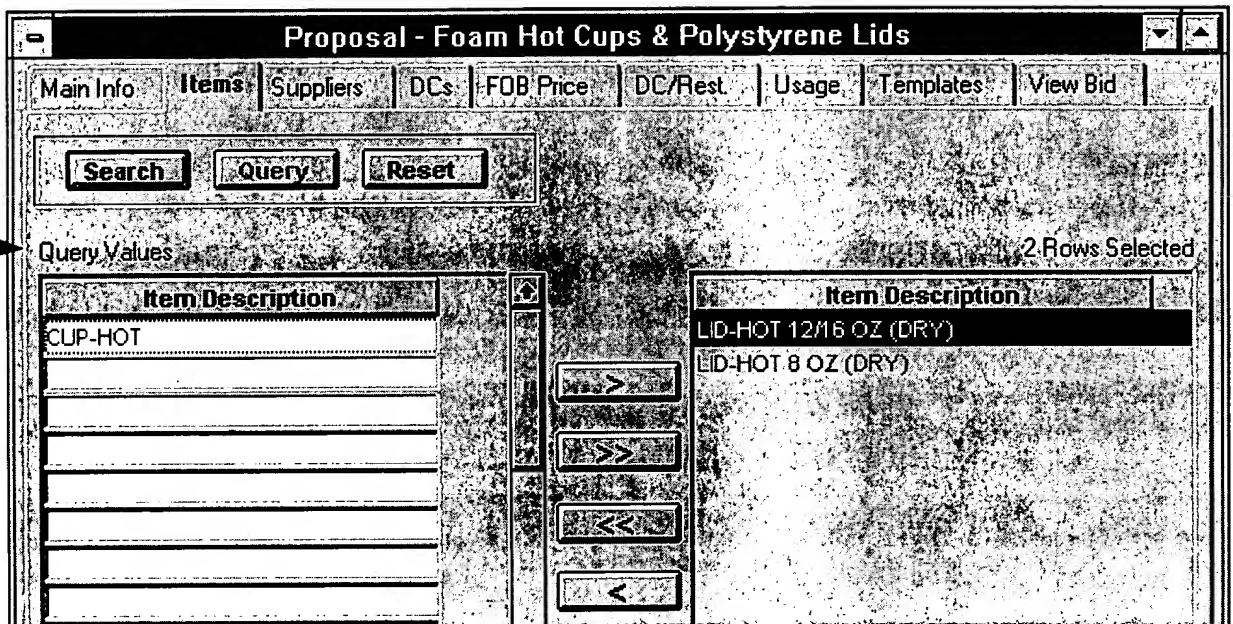 Proposal - Foam Hot Cups & Polystyrene Lids
Main Info Items Suppliers DCs FOB Price DC/Rest. Usage Templates View Bid
Search Query Reset
Query Values 2 Rows Selected
Item Description Item Description
CUP-HOT LID-HOT 12/16 OZ (DRY)
LID-HOT 8 OZ (DRY)
>
>>
<<
<